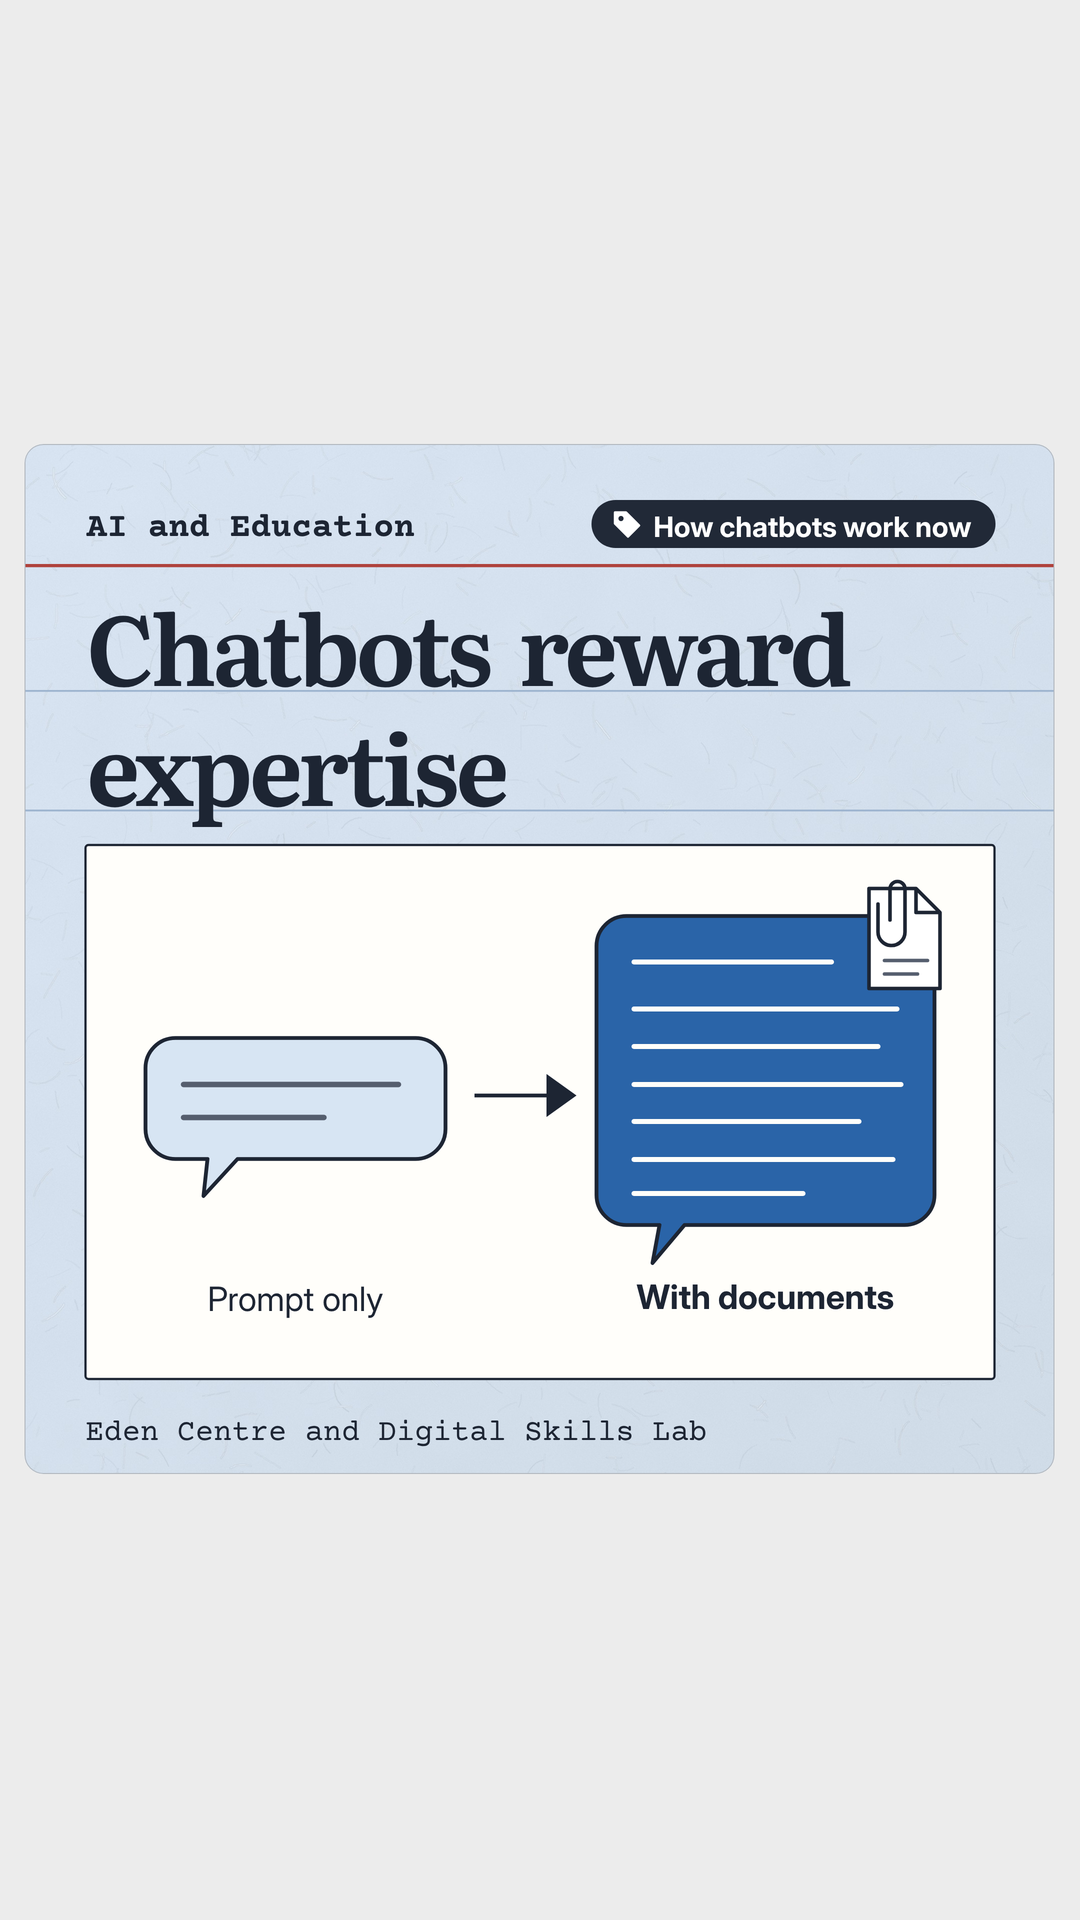 AI and Education
How chatbots work now
Chatbots reward
expertise
Prompt only
With documents
Eden Centre and Digital Skills Lab